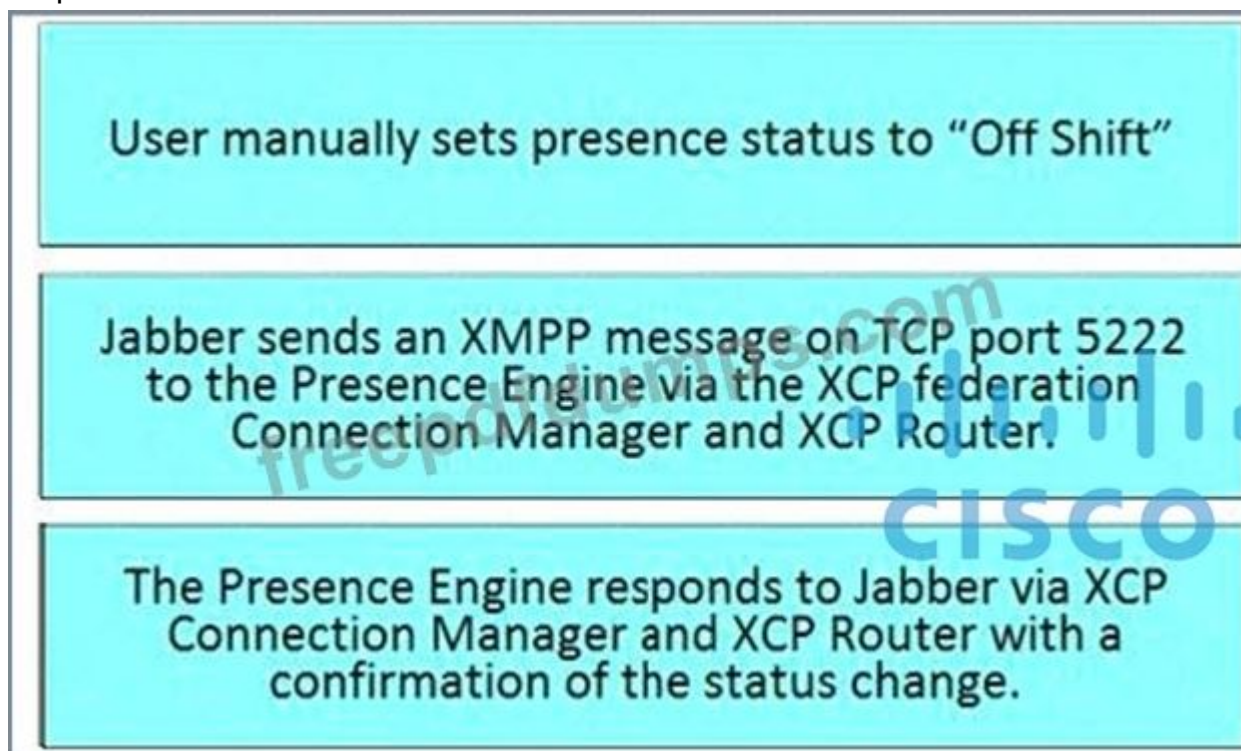 User manually sets presence status to “Off Shift”
Jabber sends an XMPP message on TCP port 5222
to the Presence Engine via the XCP federation
Connection Manager and XCP Router.
freepdfdumps.com
CISCO
The Presence Engine responds to Jabber via XCP
Connection Manager and XCP Router with a
confirmation of the status change.